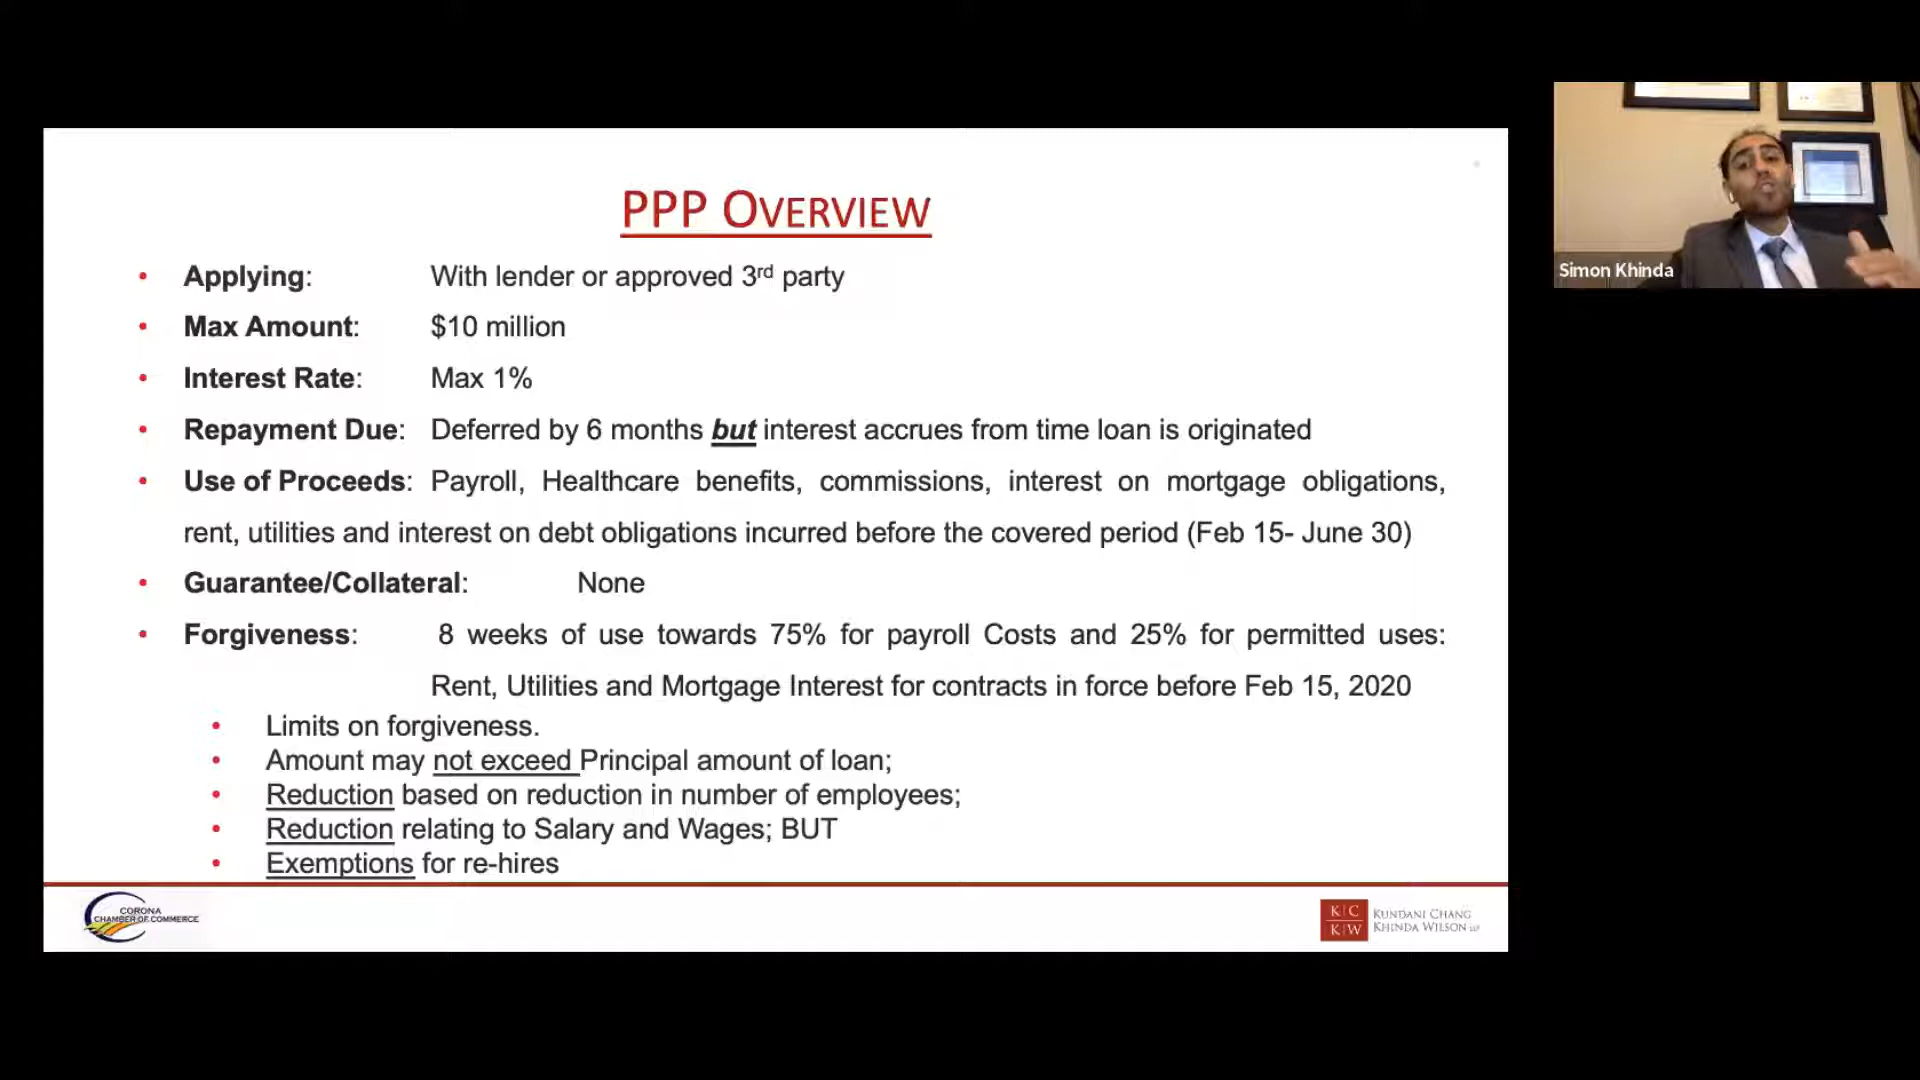 PPP OVERVIEW
• Applying: With lender or approved 3rd party
• Max Amount: $10 million
• Interest Rate: Max 1%
• Repayment Due: Deferred by 6 months but interest accrues from time loan is originated
• Use of Proceeds: Payroll, Healthcare benefits, commissions, interest on mortgage obligations,
rent, utilities and interest on debt obligations incurred before the covered period (Feb 15- June 30)
• Guarantee/Collateral: None
• Forgiveness: 8 weeks of use towards 75% for payroll Costs and 25% for permitted uses:
Rent, Utilities and Mortgage Interest for contracts in force before Feb 15, 2020
• Limits on forgiveness.
• Amount may not exceed Principal amount of loan;
• Reduction based on reduction in number of employees;
• Reduction relating to Salary and Wages; BUT
• Exemptions for re-hires
CORONA
CHAMBER OF COMMERCE
K|C
K|W
KUNDANI CHANG
KHINDA WILSON LLP
Simon Khinda